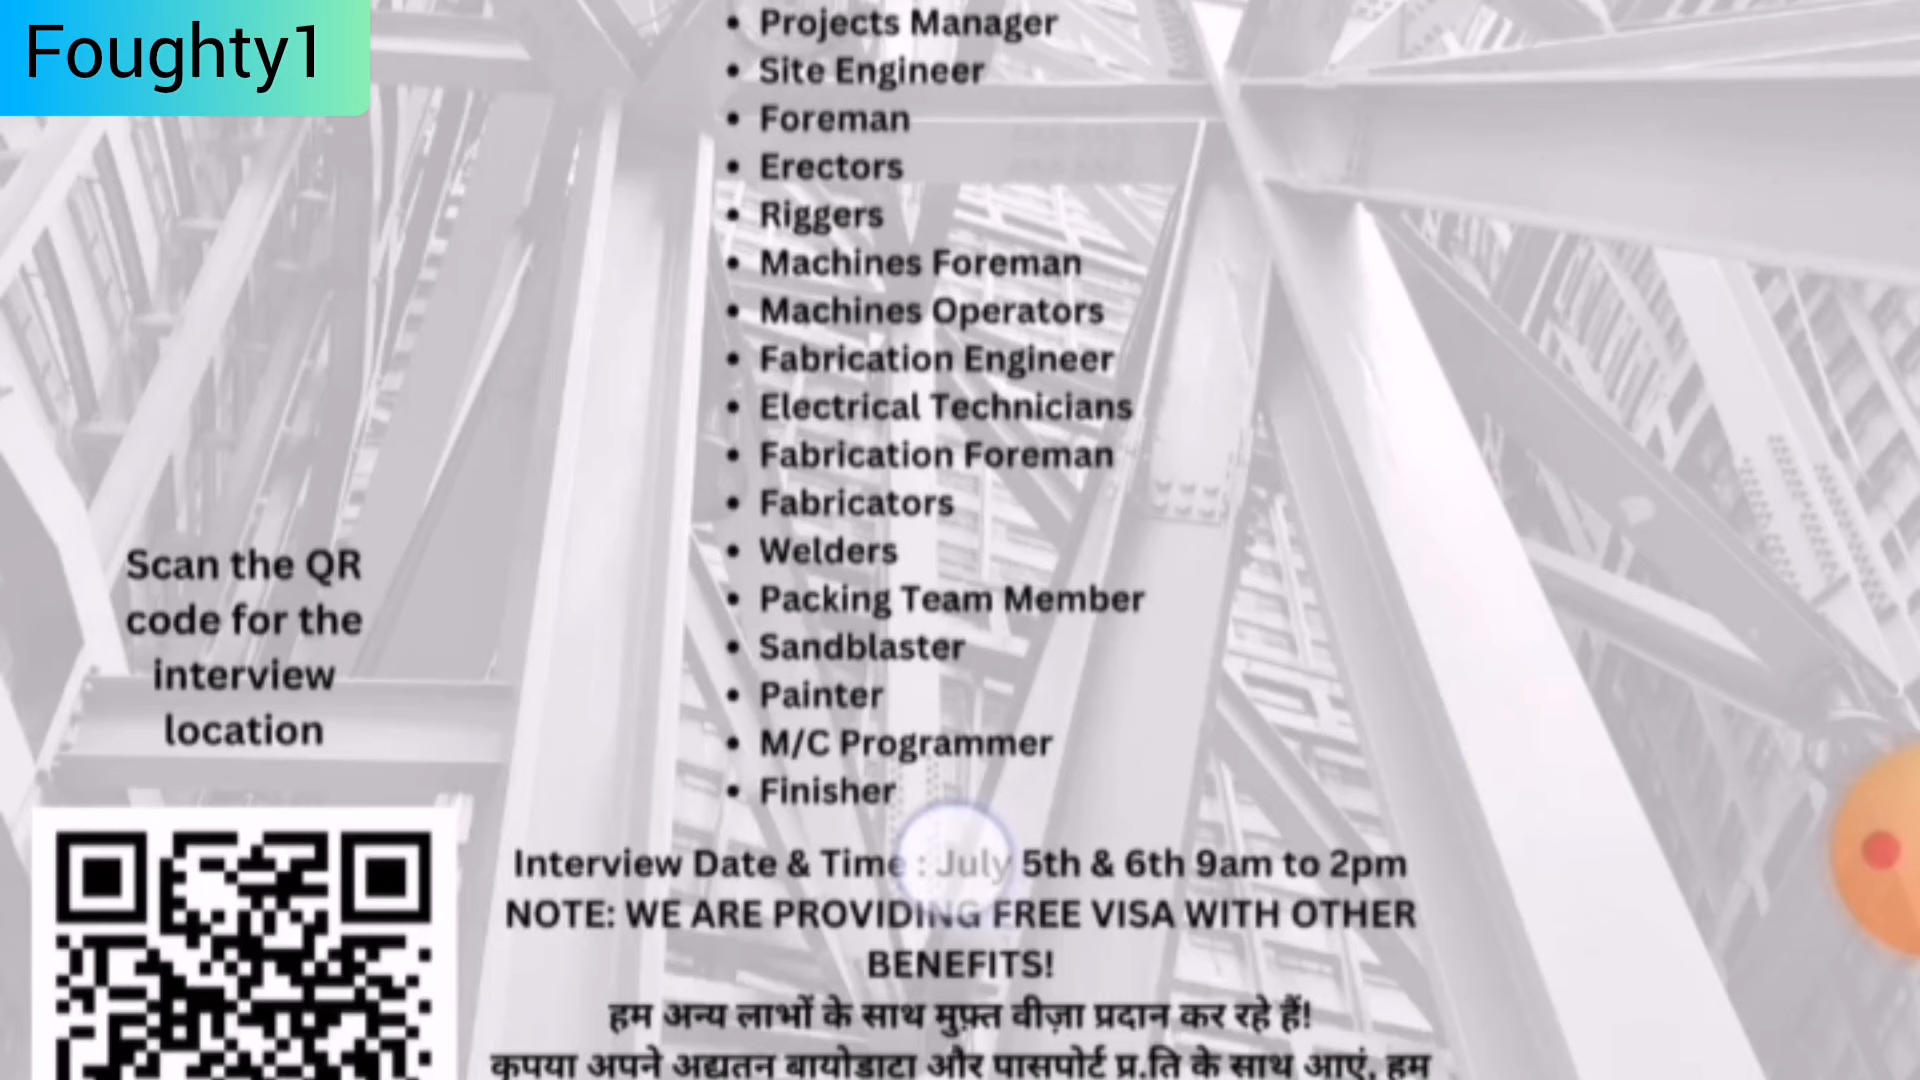 Foughty1
• Projects Manager
• Site Engineer
• Foreman
• Erectors
• Riggers
• Machines Foreman
• Machines Operators
• Fabrication Engineer
• Electrical Technicians
• Fabrication Foreman
• Fabricators
• Welders
• Packing Team Member
• Sandblaster
• Painter
• M/C Programmer
• Finisher
Scan the QR
code for the
interview
location
Interview Date & Time : July 5th & 6th 9am to 2pm
NOTE: WE ARE PROVIDING FREE VISA WITH OTHER
BENEFITS!
हम अन्य लाभों के साथ मुफ़्त वीज़ा प्रदान कर रहे हैं!
कृपया अपने अद्यतन बायोडाटा और पासपोर्ट प्र.ति के साथ आएं, हम